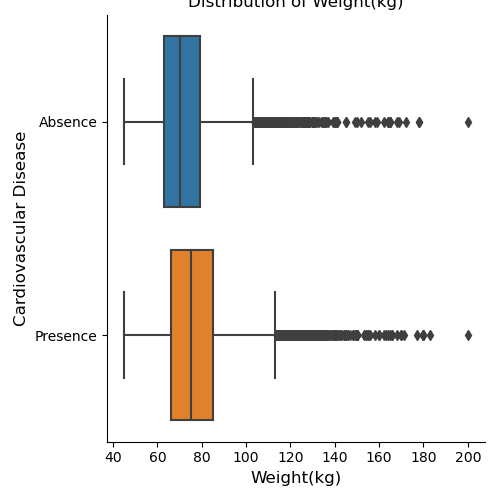 Distribution of Weight(kg)
Absence
Presence
Cardiovascular Disease
40 60 80 100 120 140 160 180 200
Weight(kg)